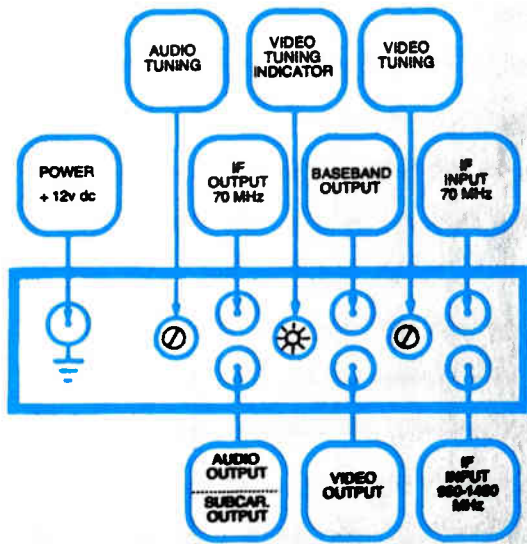 AUDIO
TUNING
VIDEO
TUNING
INDICATOR
VIDEO
TUNING
POWER
+ 12v dc
IF
OUTPUT
70 MHz
BASEBAND
OUTPUT
IF
INPUT
70 MHz
AUDIO
OUTPUT
SUBCAR.
OUTPUT
VIDEO
OUTPUT
IF
INPUT
MHz